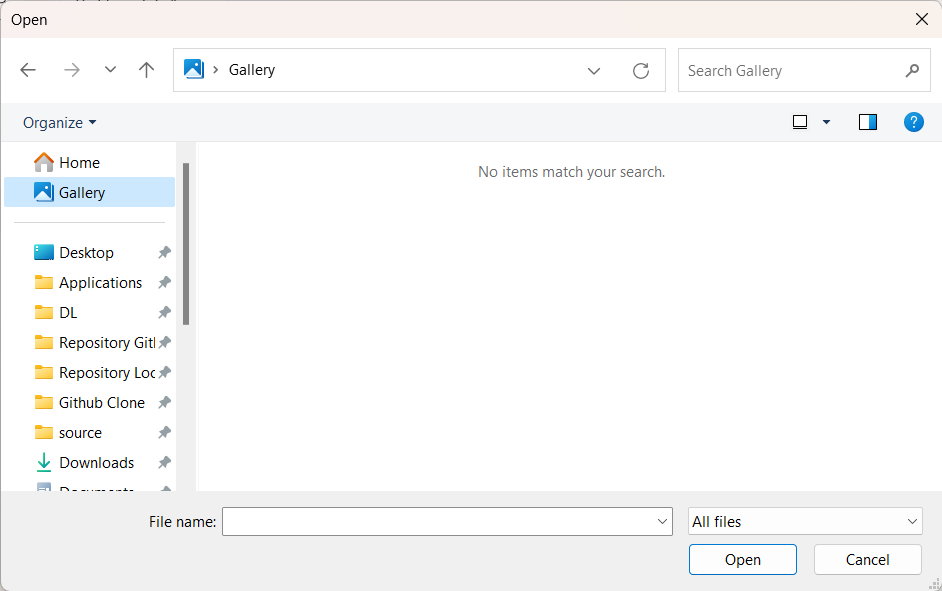 Open
Gallery
Search Gallery
Organize
?
Home
Gallery
No items match your search.
Desktop
Applications
DL
Repository Gitl
Repository Loc
Github Clone
source
Downloads
Documents
File name:
All files
Open
Cancel